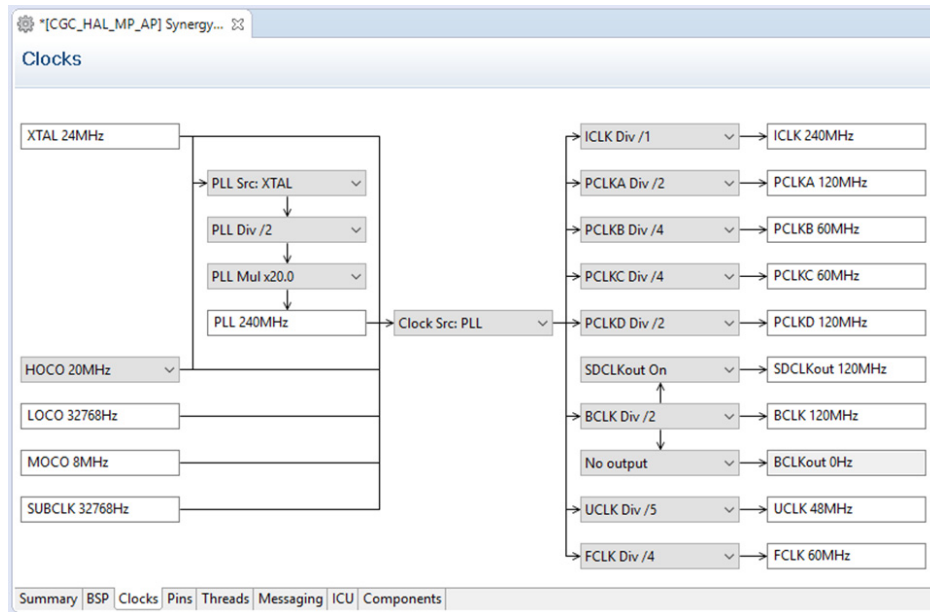 *[CGC_HAL_MP_AP] Synergy...
Clocks
XTAL 24MHz
PLL Src: XTAL
PLL Div /2
PLL Mul x20.0
PLL 240MHz
HOCO 20MHz
LOCO 32768Hz
MOCO 8MHz
SUBCLK 32768Hz
Clock Src: PLL
ICLK Div /1
ICLK 240MHz
PCLKA Div /2
PCLKA 120MHz
PCLKB Div /4
PCLKB 60MHz
PCLKC Div /4
PCLKC 60MHz
PCLKD Div /2
PCLKD 120MHz
SDCLKout On
SDCLKout 120MHz
BCLK Div /2
BCLK 120MHz
No output
BCLKout 0Hz
UCLK Div /5
UCLK 48MHz
FCLK Div /4
FCLK 60MHz
Summary BSP Clocks Pins Threads Messaging ICU Components